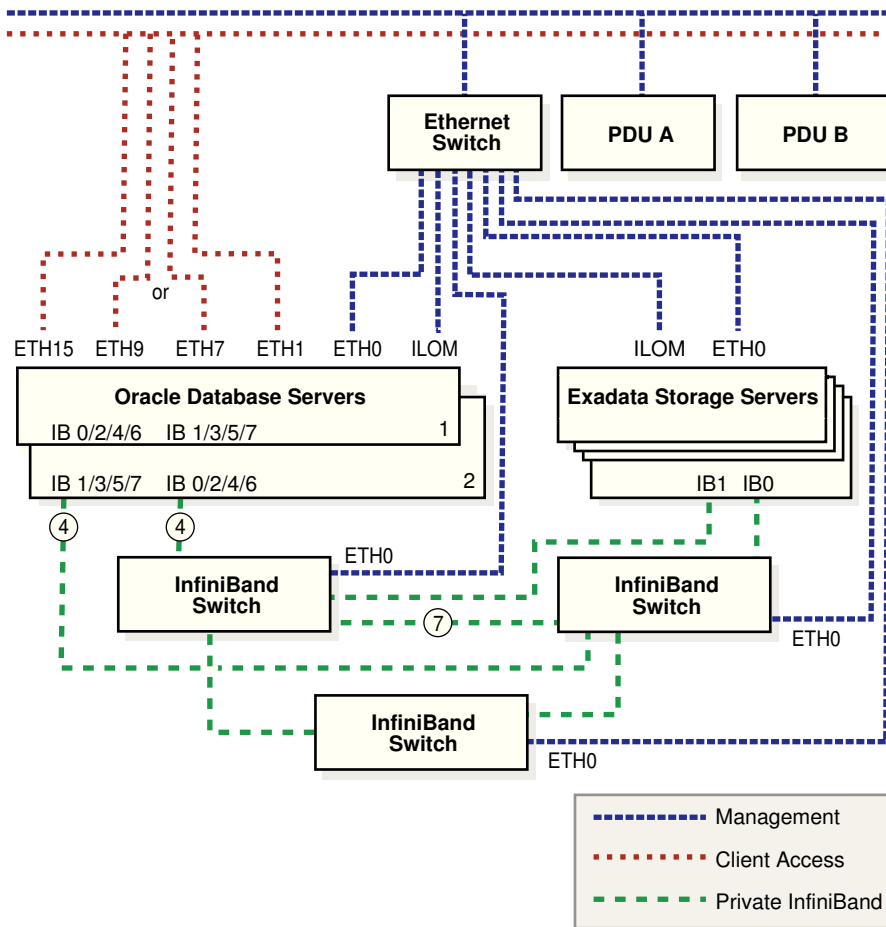 Ethernet
Switch
PDU A
PDU B
or
ETH15 ETH9 ETH7 ETH1 ETH0 ILOM
ILOM ETH0
Oracle Database Servers
IB 0/2/4/6 IB 1/3/5/7 1
IB 1/3/5/7 IB 0/2/4/6 2
Exadata Storage Servers
IB1 IB0
4
4
ETH0
InfiniBand
Switch
7
InfiniBand
Switch
ETH0
InfiniBand
Switch
ETH0
Management
Client Access
Private InfiniBand